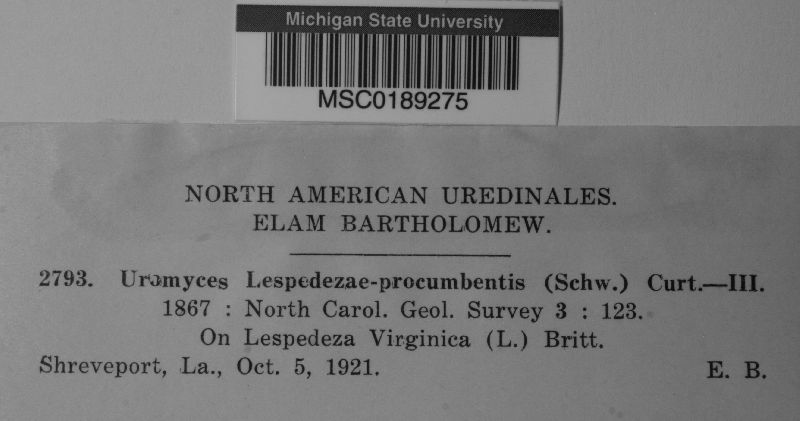 Michigan State University
MSC0189275
NORTH AMERICAN UREDINALES.
ELAM BARTHOLOMEW.
2793. Uromyces Lespedezae-procumbentis (Schw.) Curt.—III.
1867 : North Carol. Geol. Survey 3 : 123.
On Lespedeza Virginica (L.) Britt.
Shreveport, La., Oct. 5, 1921. E. B.